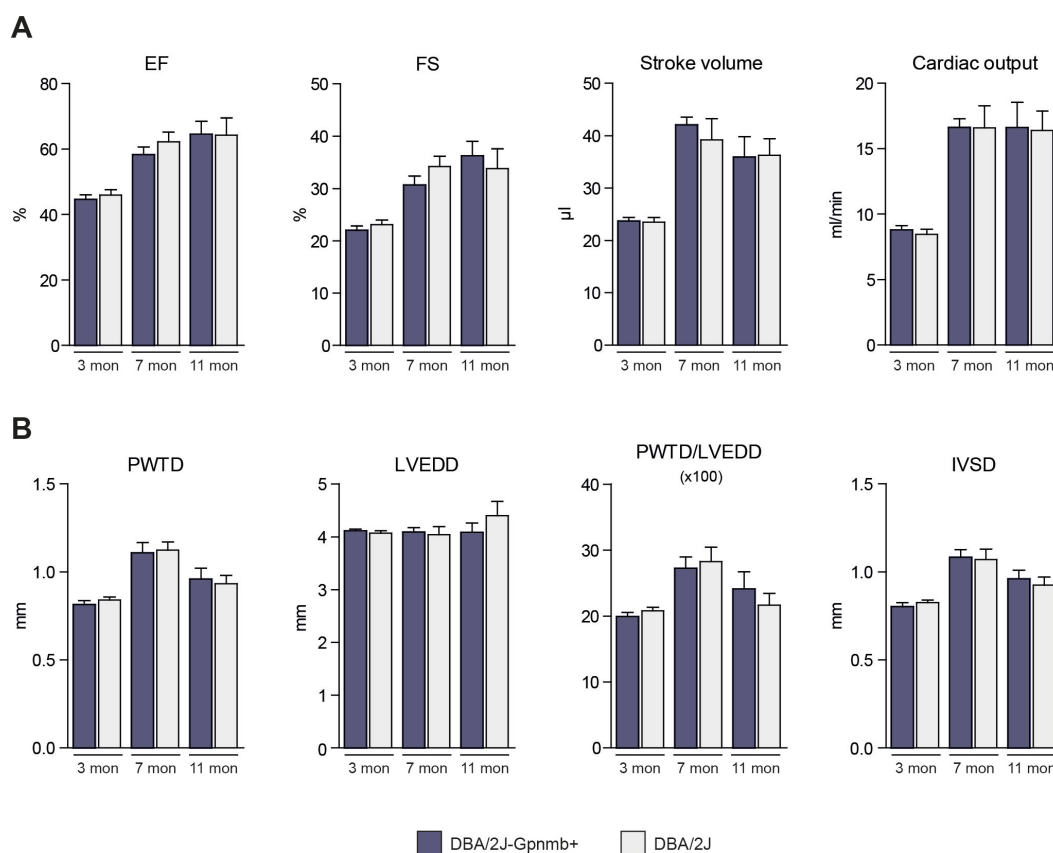 A
EF
80
60
40
20
0
%
3 mon 7 mon 11 mon
FS
50
40
30
20
10
0
%
3 mon 7 mon 11 mon
Stroke volume
50
40
30
20
10
0
µl
3 mon 7 mon 11 mon
Cardiac output
20
15
10
5
0
ml/min
3 mon 7 mon 11 mon
B
PWTD
1.5
1.0
0.5
0.0
mm
3 mon 7 mon 11 mon
LVEDD
5
4
3
2
1
0
mm
3 mon 7 mon 11 mon
PWTD/LVEDD
(x100)
40
30
20
10
0
3 mon 7 mon 11 mon
IVSD
1.5
1.0
0.5
0.0
mm
3 mon 7 mon 11 mon
DBA/2J-Gpnmb+ DBA/2J